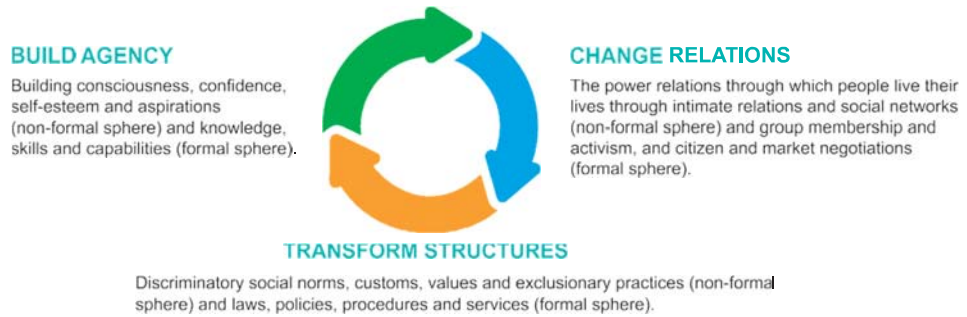 BUILD AGENCY
Building consciousness, confidence,
self-esteem and aspirations
(non-formal sphere) and knowledge,
skills and capabilities (formal sphere).
CHANGE RELATIONS
The power relations through which people live their
lives through intimate relations and social networks
(non-formal sphere) and group membership and
activism, and citizen and market negotiations
(formal sphere).
TRANSFORM STRUCTURES
Discriminatory social norms, customs, values and exclusionary practices (non-formal
sphere) and laws, policies, procedures and services (formal sphere).